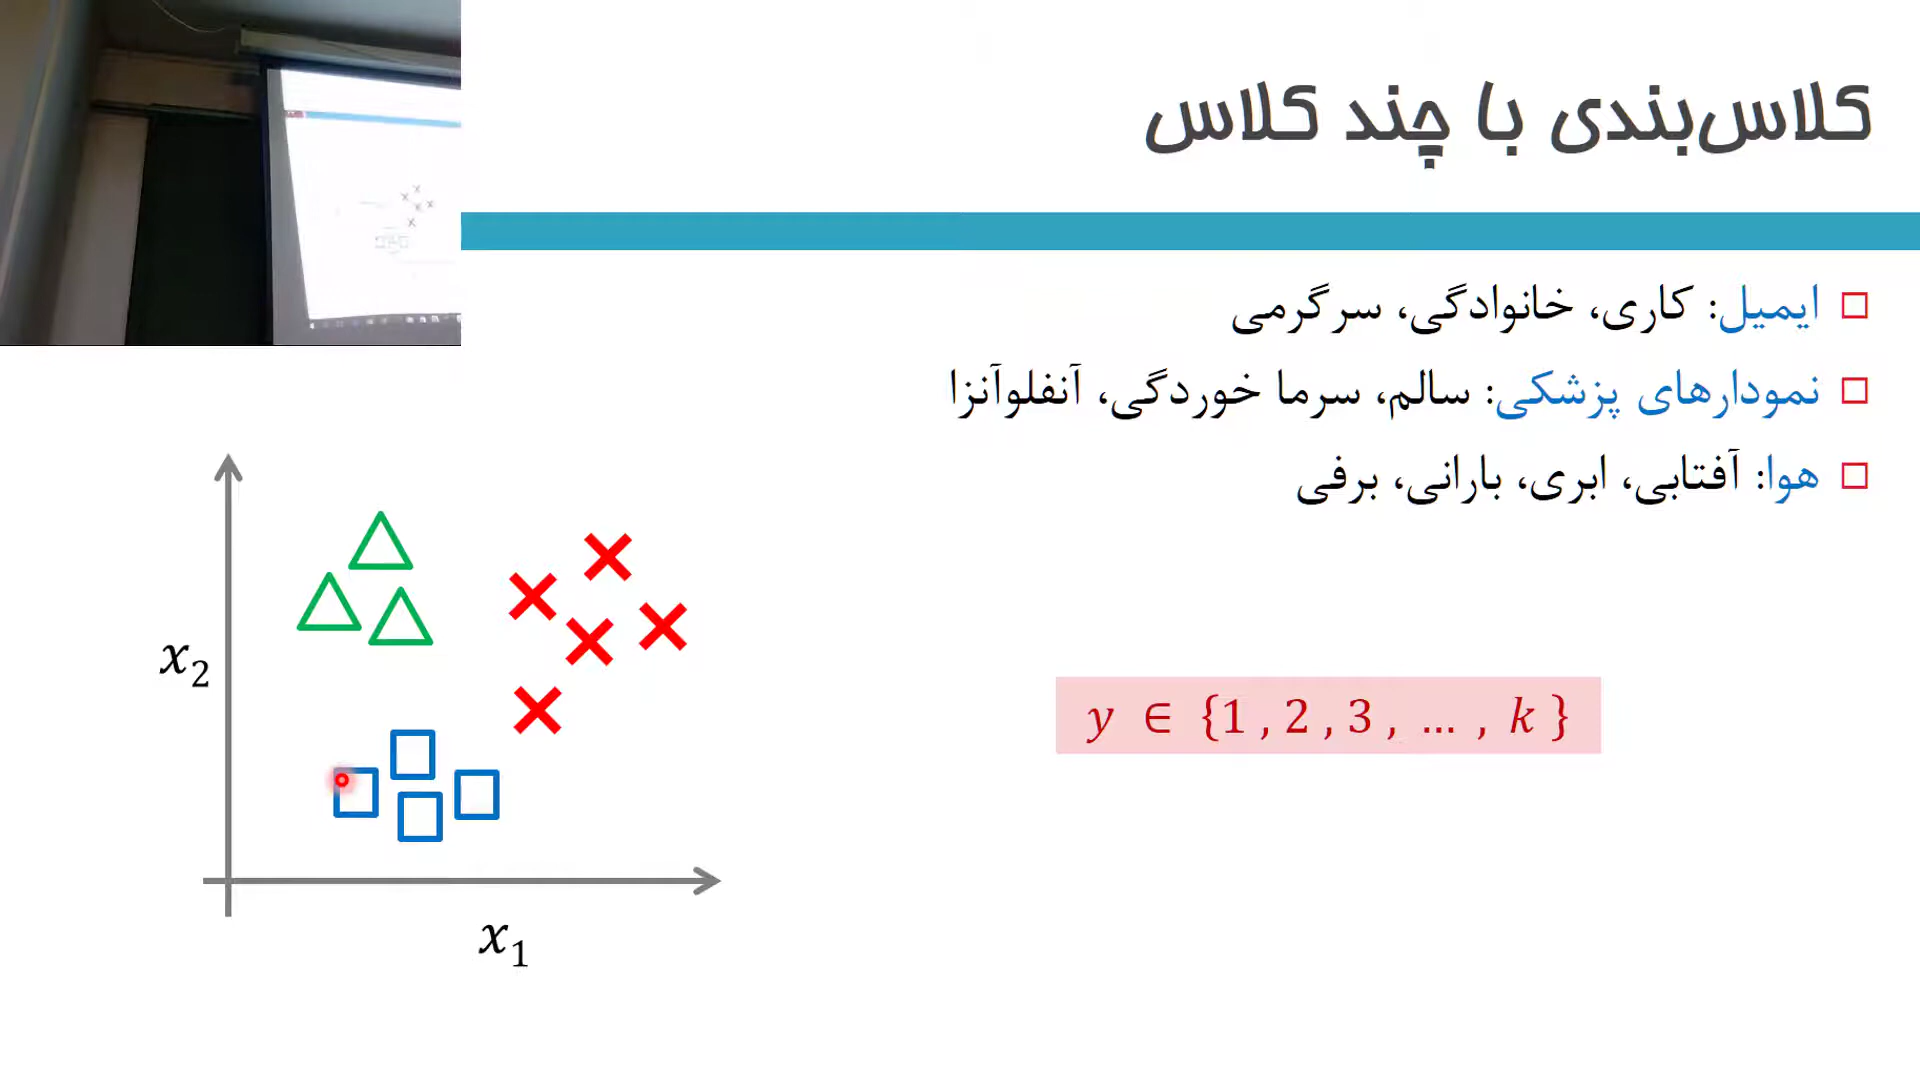 کلاس‌بندی با چند کلاس
ایمیل: کاری، خانوادگی، سرگرمی
نمودارهای پزشکی: سالم، سرما خوردگی، آنفلوآنزا
هوا: آفتابی، ابری، بارانی، برفی
x₂
y ∈ {1 , 2 , 3 , … , k }
x₁